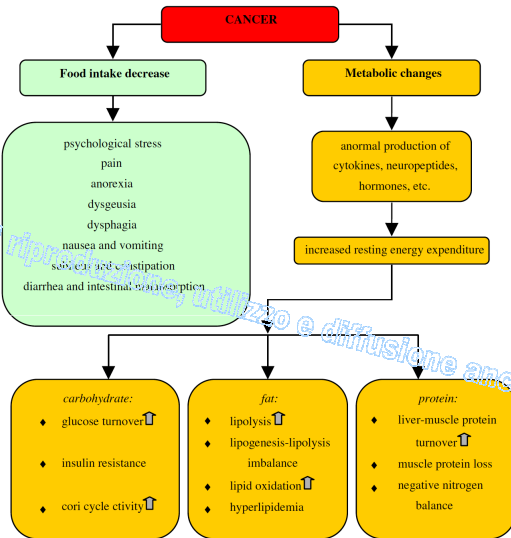 CANCER
Food intake decrease
Metabolic changes
psychological stress
pain
anorexia
dysgeusia
dysphagia
nausea and vomiting
and constipation
diarrhea and intestinal malabsorption
anormal production of
cytokines, neuropeptides,
hormones, etc.
increased resting energy expenditure
riproduzione, utilizzo e diffusione
carbohydrate:
glucose turnover
insulin resistance
cori cycle ctivity
fat:
lipolysis
lipogenesis-lipolysis
imbalance
lipid oxidation
hyperlipidemia
protein:
liver-muscle protein
turnover
muscle protein loss
negative nitrogen
balance